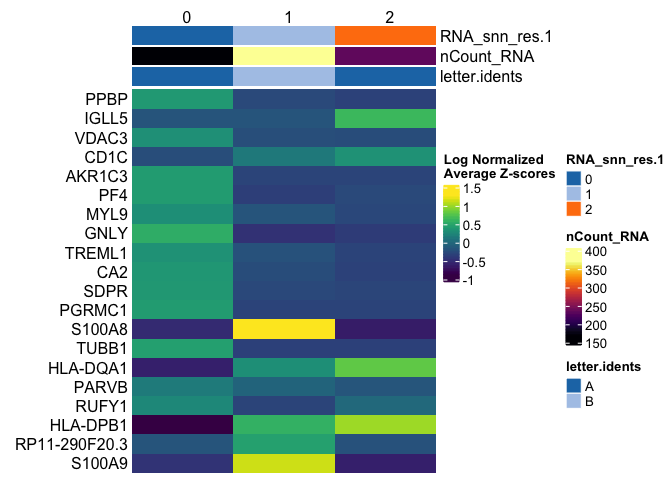 0 1 2
RNA_snn_res.1
nCount_RNA
letter.idents
PPBP
IGLL5
VDAC3
CD1C
AKR1C3
PF4
MYL9
GNLY
TREML1
CA2
SDPR
PGRMC1
S100A8
TUBB1
HLA-DQA1
PARVB
RUFY1
HLA-DPB1
RP11-290F20.3
S100A9
Log Normalized
Average Z-scores
1.5
1
0.5
0
-0.5
-1
RNA_snn_res.1
0
1
2
nCount_RNA
400
350
300
250
200
150
letter.idents
A
B